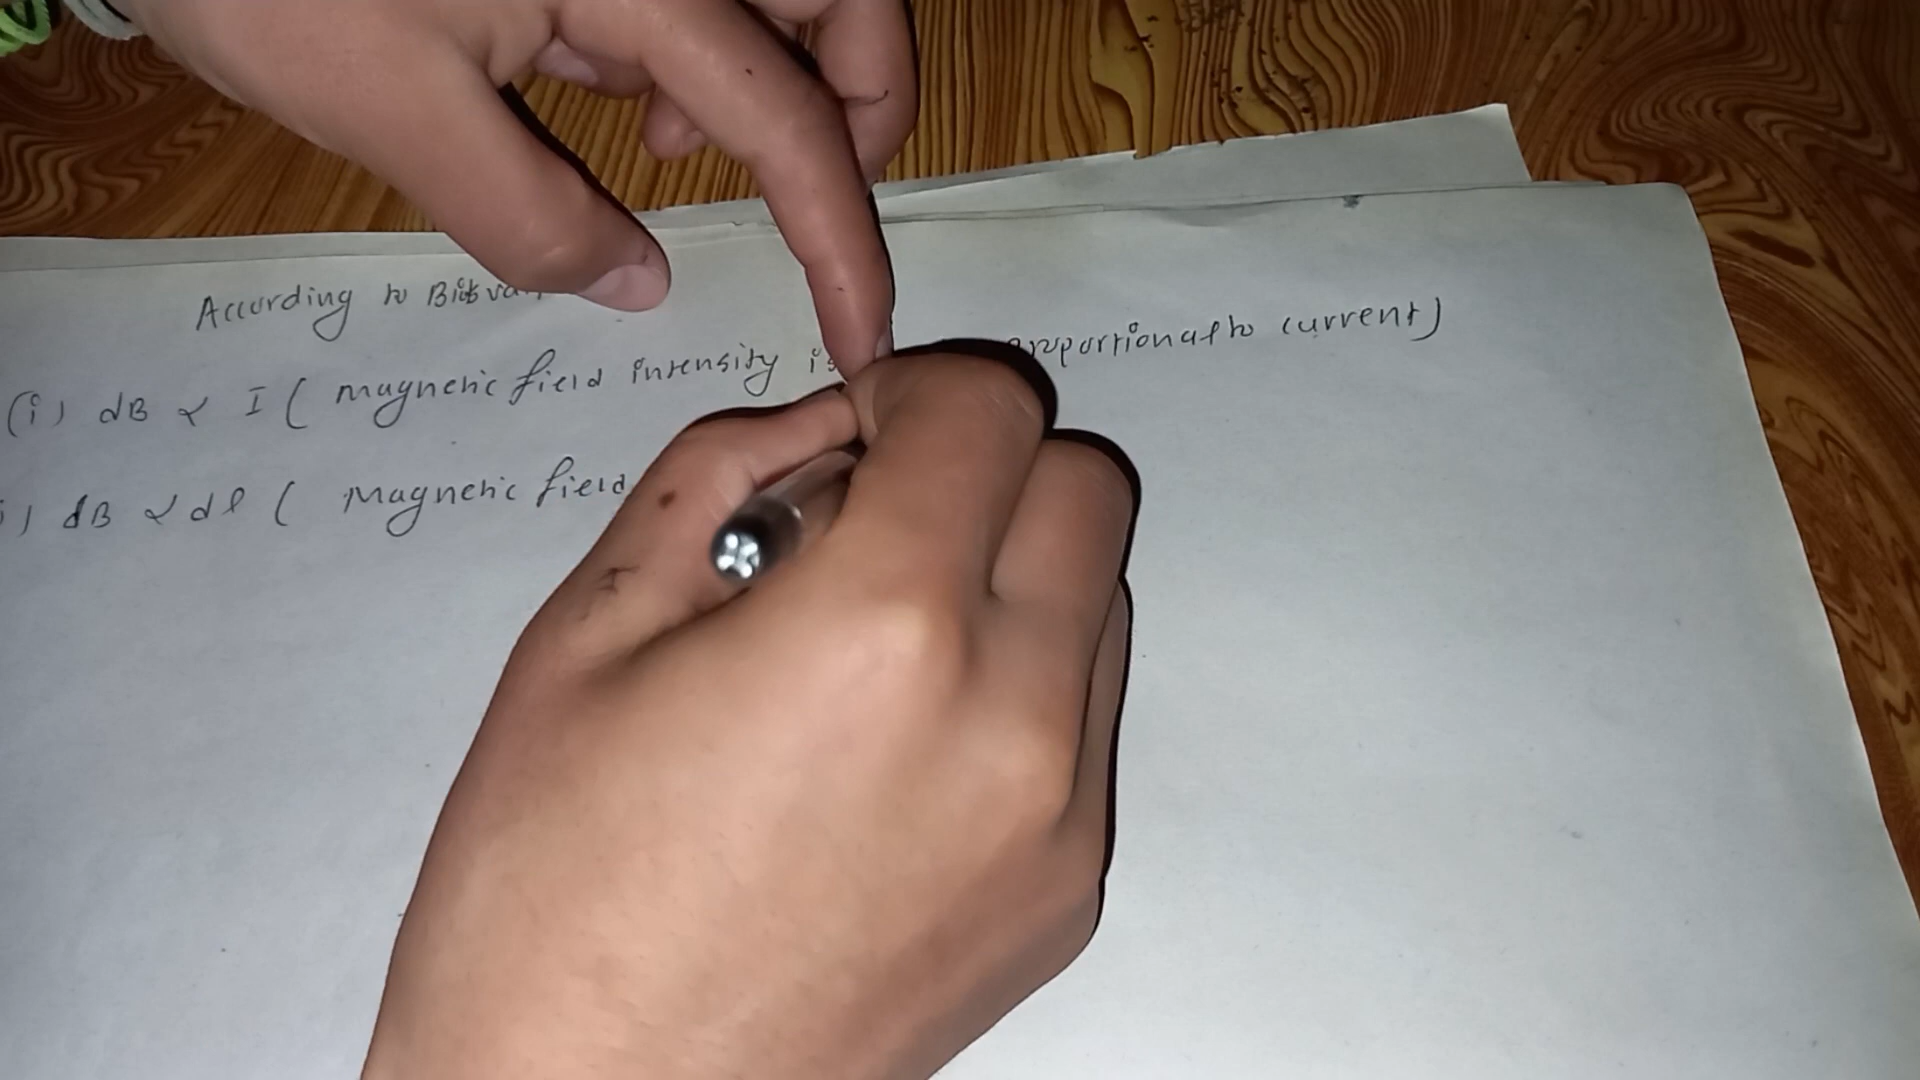 According to Biot
(i) dB ∝ I ( magnetic field intensity is proportional to current)
) dB ∝ dl ( Magnetic field